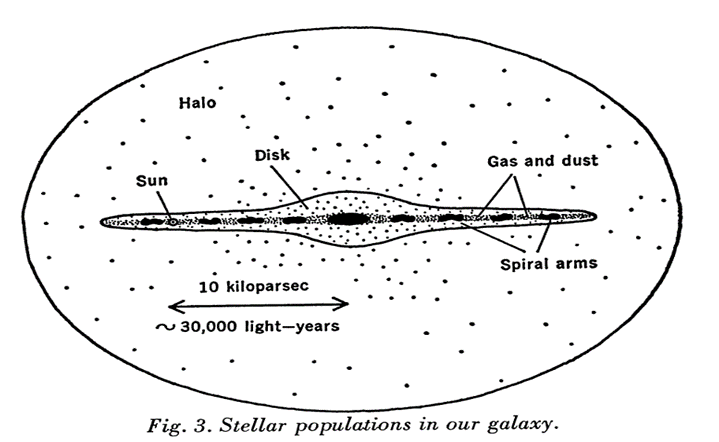 Halo
Disk
Gas and dust
Sun
Spiral arms
10 kiloparsec
~ 30,000 light—years
Fig. 3. Stellar populations in our galaxy.